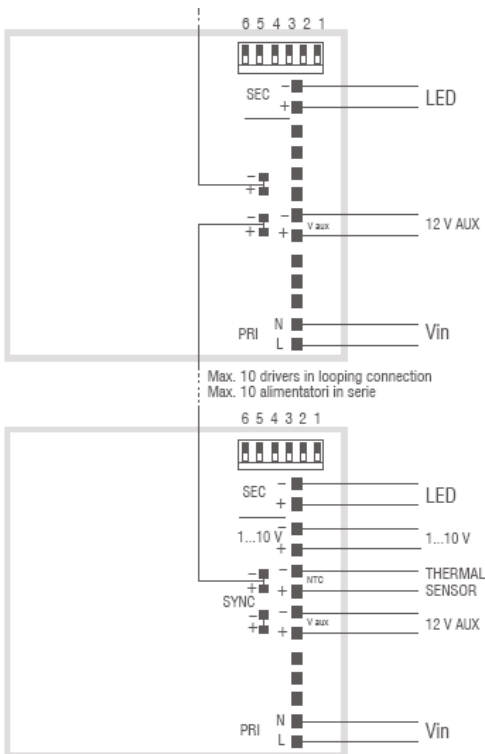 6 5 4 3 2 1
SEC
-
+
LED
-
+
-
+
-
+
V aux
12 V AUX
PRI
N
L
Vin
Max. 10 drivers in looping connection
Max. 10 alimentatori in serie
6 5 4 3 2 1
SEC
-
+
LED
1...10 V
-
+
1...10 V
-
+
SYNC
-
+
NTC
THERMAL
SENSOR
-
+
-
+
V aux
12 V AUX
PRI
N
L
Vin